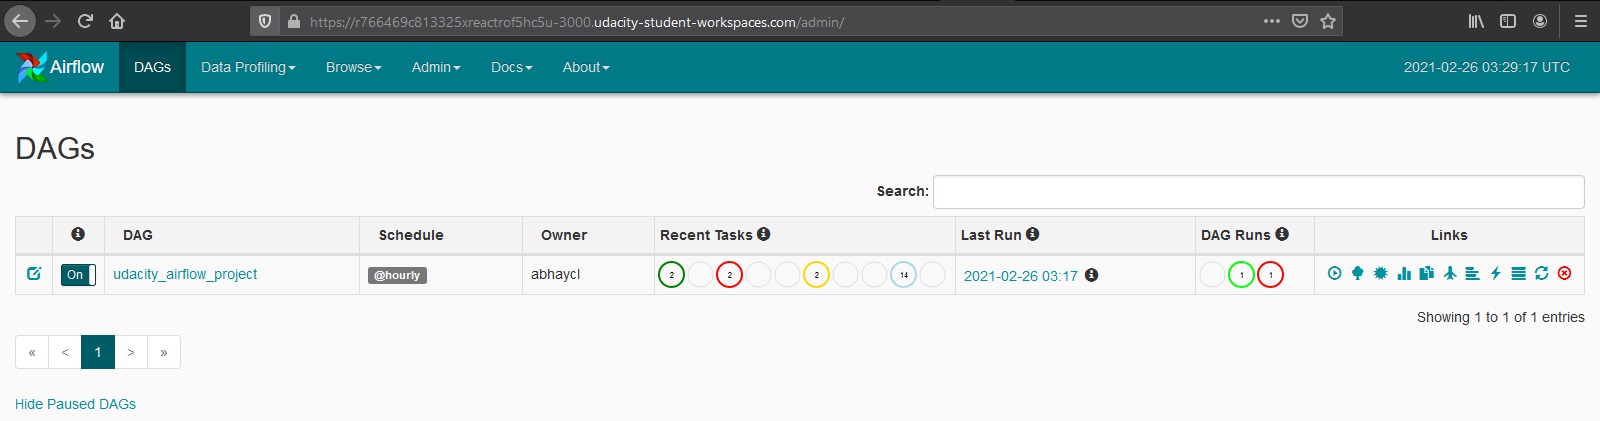 https://r766469c813325xreactrof5hc5u-3000.udacity-student-workspaces.com/admin/
Airflow DAGs Data Profiling Browse Admin Docs About 2021-02-26 03:29:17 UTC
DAGs
Search:
DAG Schedule Owner Recent Tasks Last Run DAG Runs Links
On udacity_airflow_project @hourly abhaycl 2 2 2 14 2021-02-26 03:17 1 1
Showing 1 to 1 of 1 entries
« < 1 > »
Hide Paused DAGs